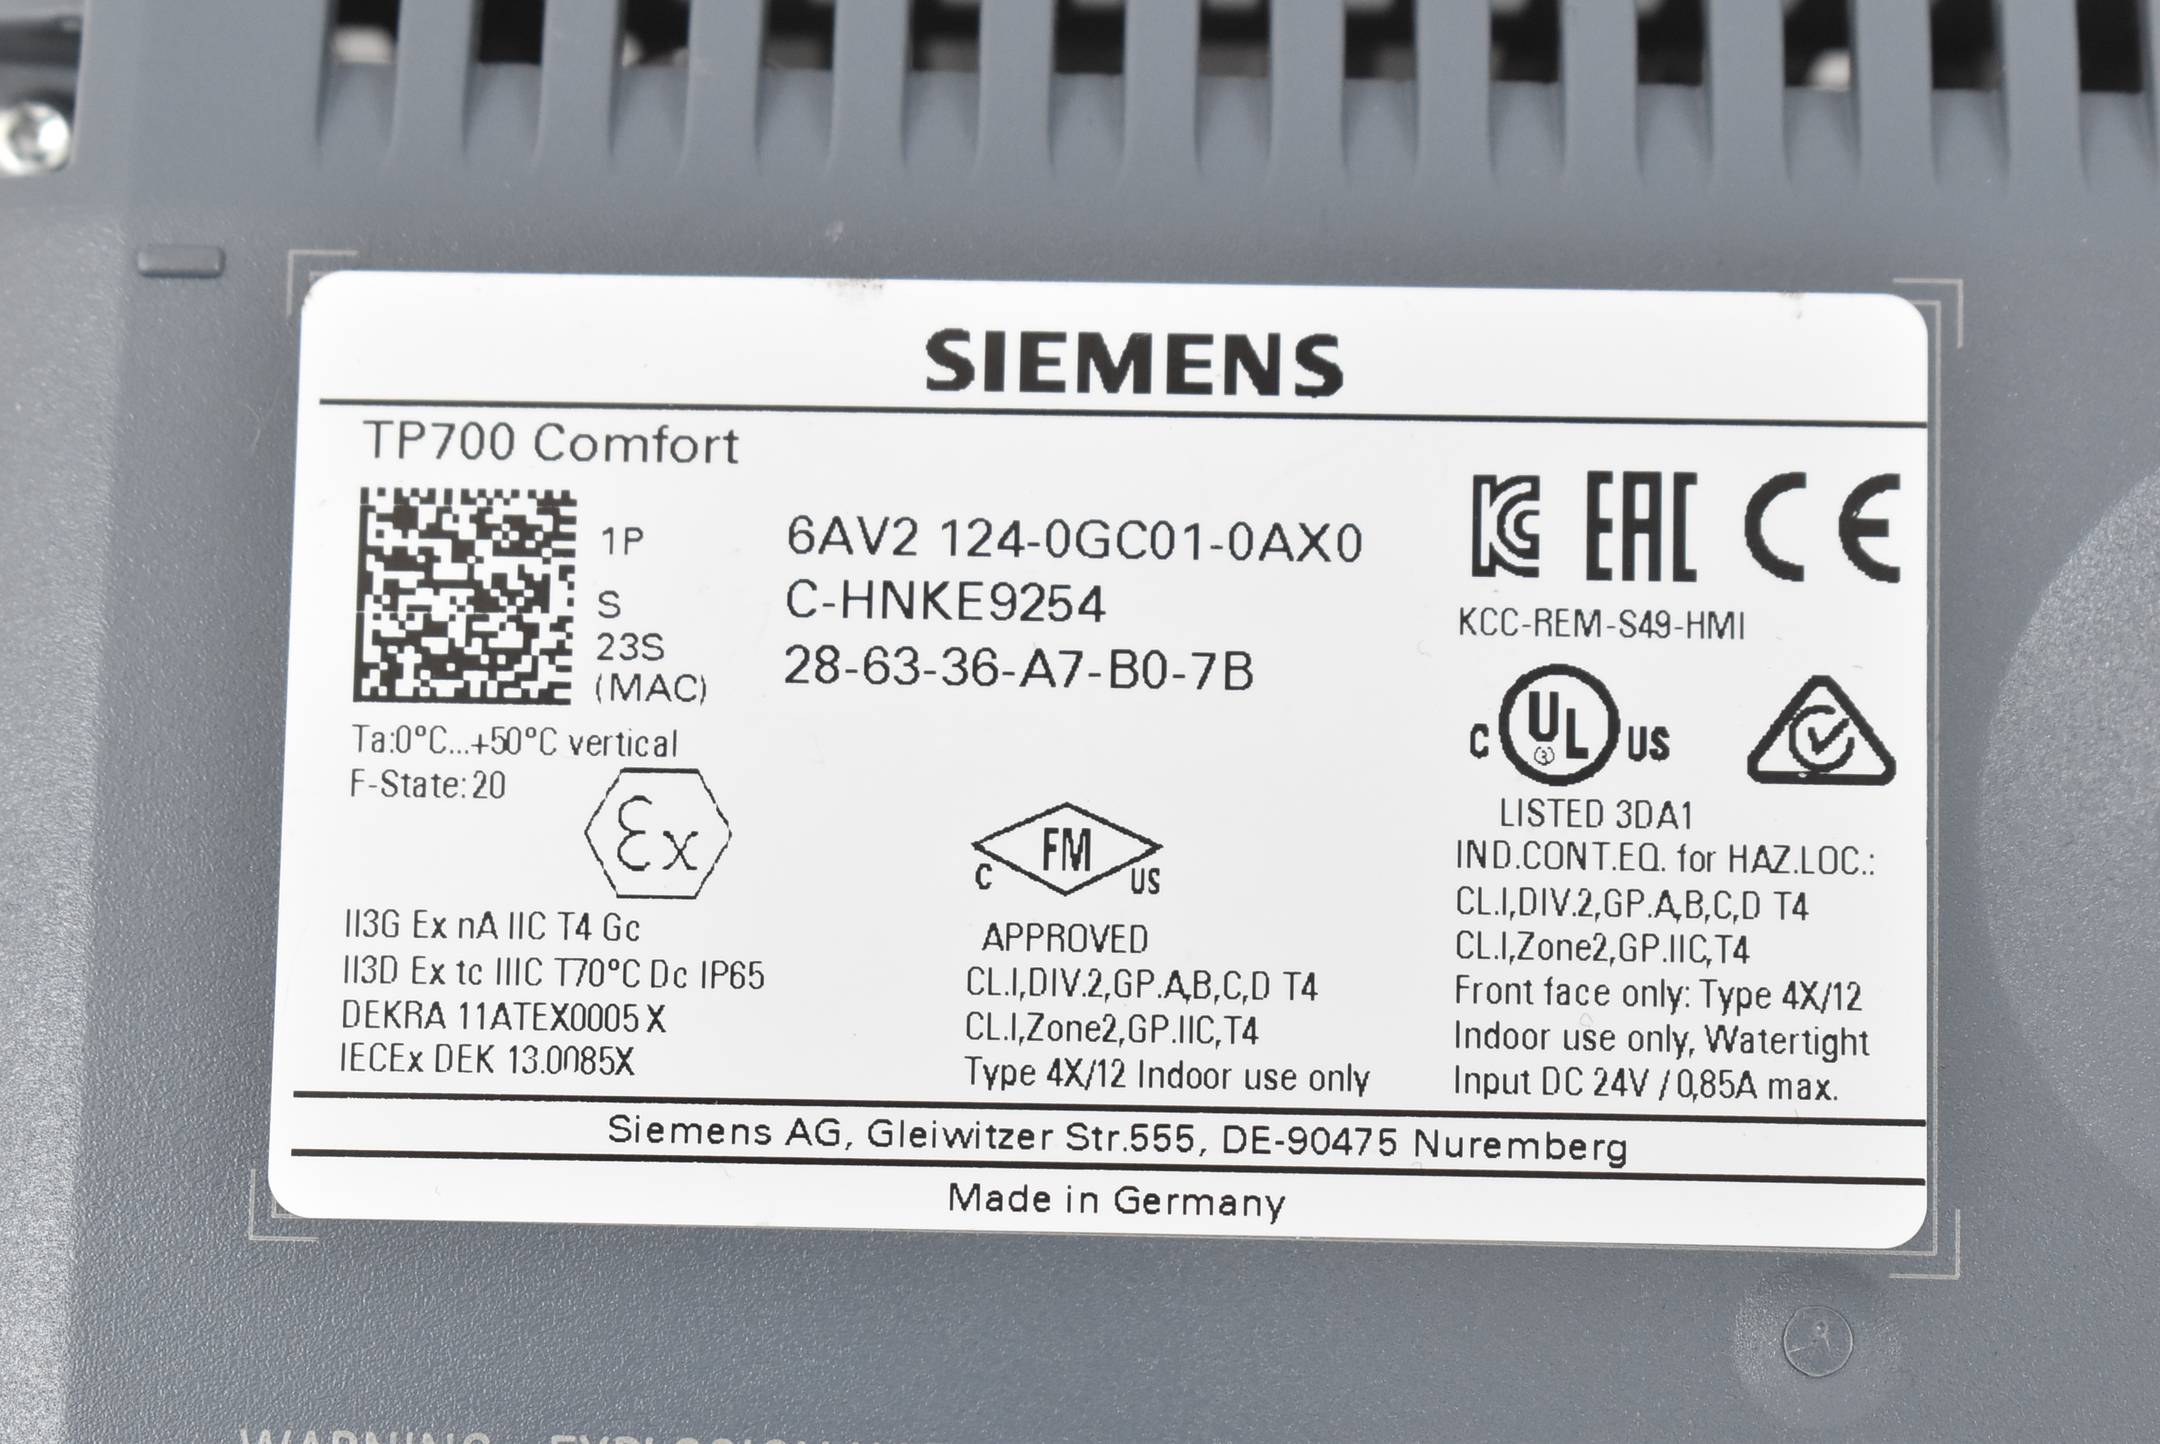 SIEMENS
TP700 Comfort
1P 6AV2 124-0GC01-0AX0
S C-HNKE9254
23S 28-63-36-A7-B0-7B
(MAC)
Ta:0°C...+50°C vertical
F-State: 20
Ex
II3G Ex nA IIC T4 Gc
II3D Ex tc IIIC T70°C Dc IP65
DEKRA 11ATEX0005 X
IECEx DEK 13.0085X
C FM US
APPROVED
CL.I,DIV.2,GP.A,B,C,D T4
CL.I,Zone2,GP.IIC,T4
Type 4X/12 Indoor use only
KC EAC CE
KCC-REM-S49-HMI
C UL US
LISTED 3DA1
IND.CONT.EQ. for HAZ.LOC.:
CL.I,DIV.2,GP.A,B,C,D T4
CL.I,Zone2,GP.IIC,T4
Front face only: Type 4X/12
Indoor use only, Watertight
Input DC 24V / 0,85A max.
Siemens AG, Gleiwitzer Str.555, DE-90475 Nuremberg
Made in Germany
WARNING